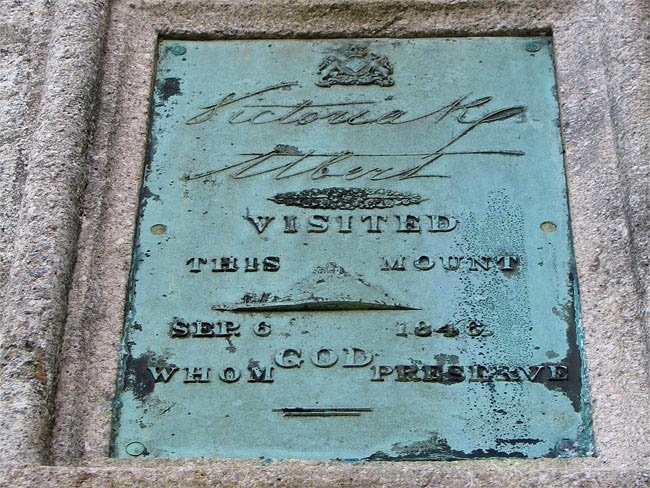 Victoria R
Albert
VISITED
THIS MOUNT
SEP. 6 1846
WHOM GOD PRESERVE